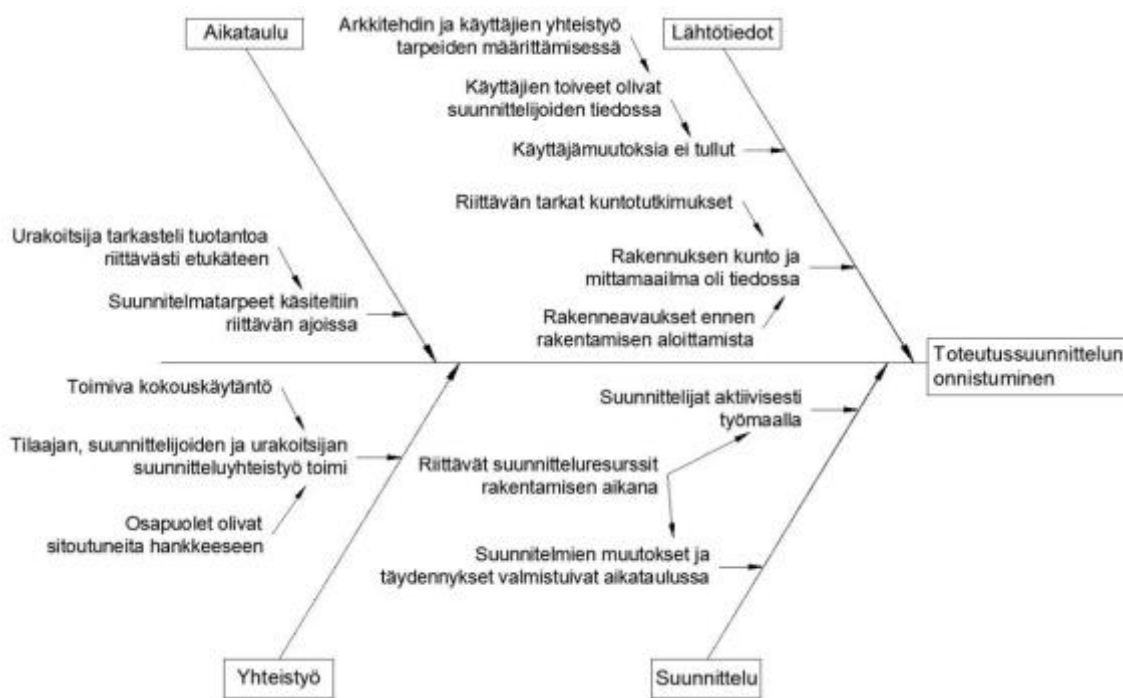 Aikataulu
Arkkitehdin ja käyttäjien yhteistyö
tarpeiden määrittämisessä
Lähtötiedot
Käyttäjien toiveet olivat
suunnittelijoiden tiedossa
Käyttäjämuutoksia ei tullut
Riittävän tarkat kuntotutkimukset
Urakoitsija tarkasteli tuotantoa
riittävästi etukäteen
Rakennuksen kunto ja
mittamaailma oli tiedossa
Suunnitelmatarpeet käsiteltiin
riittävän ajoissa
Rakenneavaukset ennen
rakentamisen aloittamista
Toteutussuunnittelun
onnistuminen
Toimiva kokouskäytäntö
Suunnittelijat aktiivisesti
työmaalla
Tilaajan, suunnittelijoiden ja urakoitsijan
suunnitteluyhteistyö toimi
Riittävät suunnitteluresurssit
rakentamisen aikana
Osapuolet olivat
sitoutuneita hankkeeseen
Suunnitelmien muutokset ja
täydennykset valmistuivat aikataulussa
Yhteistyö
Suunnittelu